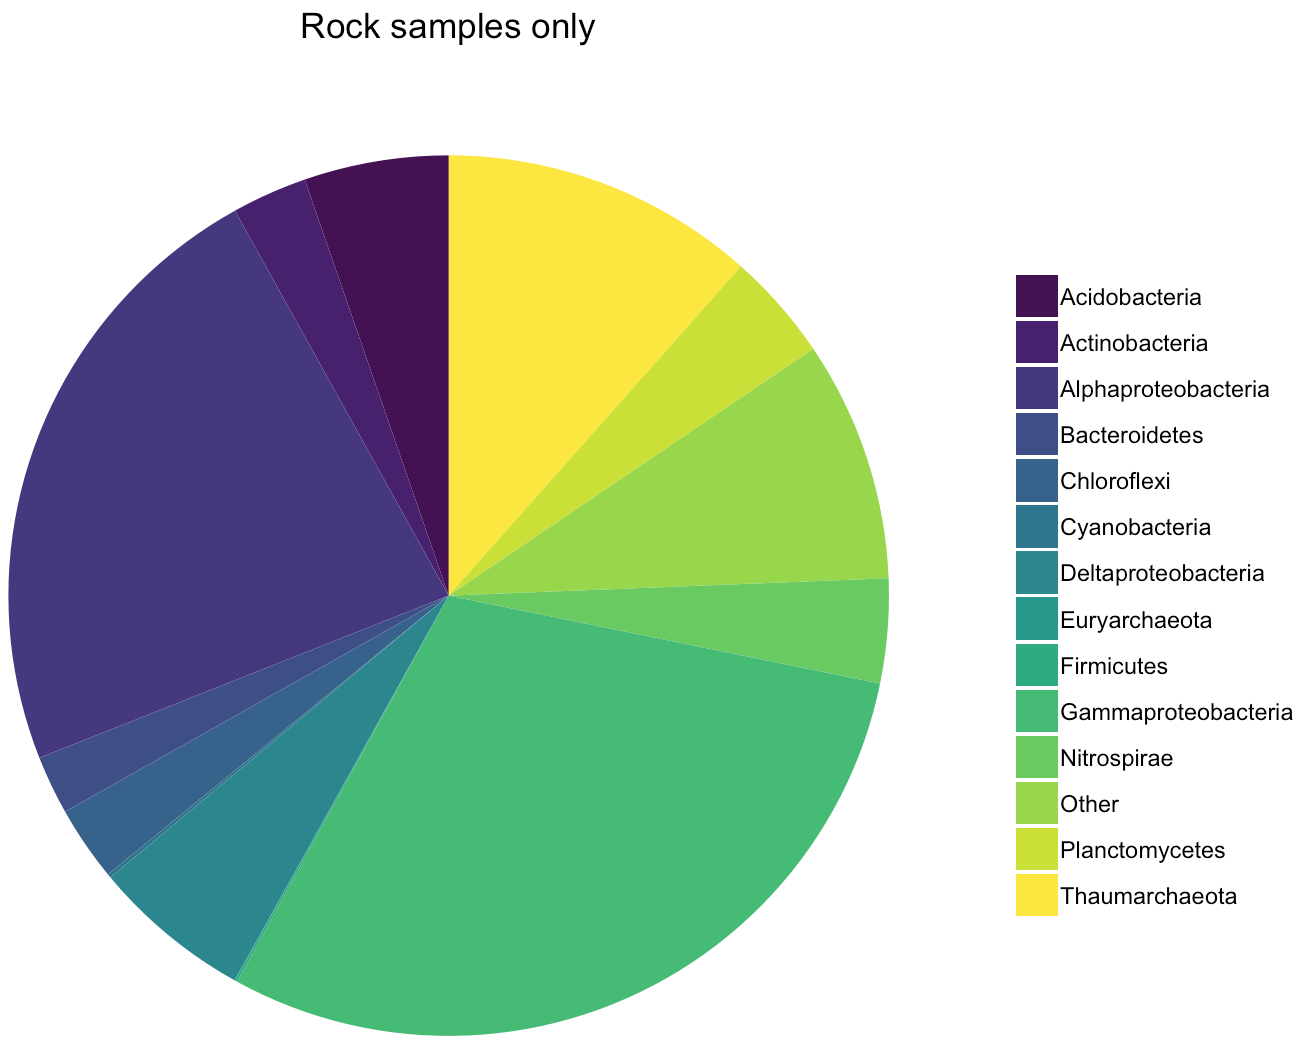 Rock samples only
Acidobacteria
Actinobacteria
Alphaproteobacteria
Bacteroidetes
Chloroflexi
Cyanobacteria
Deltaproteobacteria
Euryarchaeota
Firmicutes
Gammaproteobacteria
Nitrospirae
Other
Planctomycetes
Thaumarchaeota